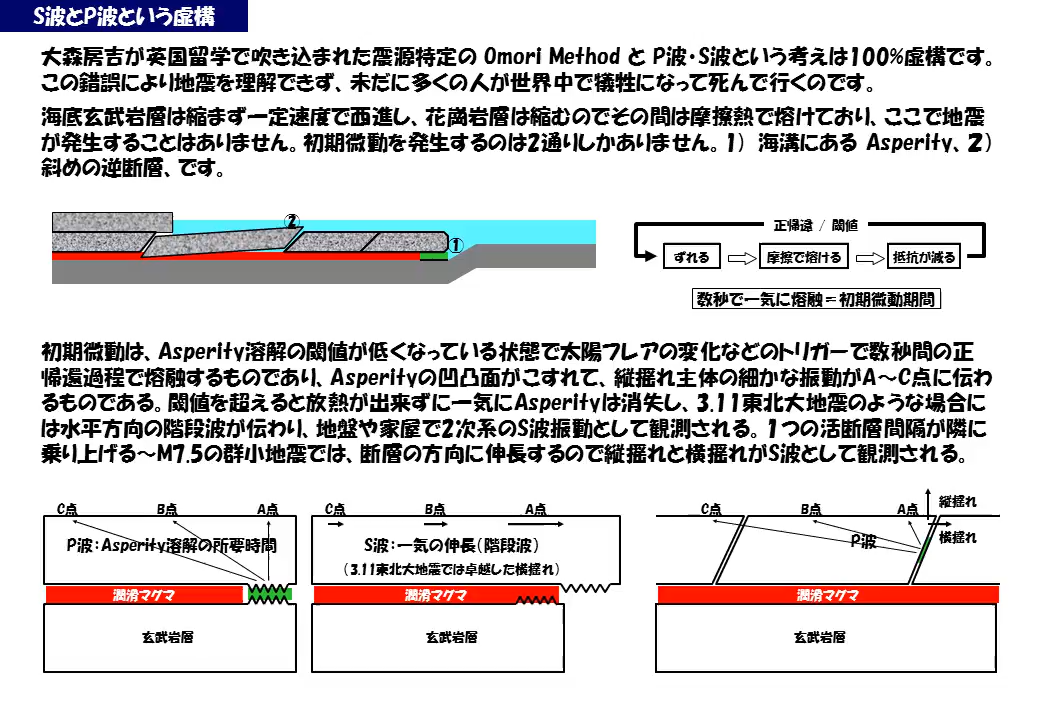 S波とP波という虚構
大森房吉が英国留学で吹き込まれた震源特定の Omori Method と P波・S波という考えは100%虚構です。
この錯誤により地震を理解できず、未だに多くの人が世界中で犠牲になって死んで行くのです。
海底玄武岩層は縮まず一定速度で西進し、花崗岩層は縮むのでその間は摩擦熱で熔けており、ここで地震
が発生することはありません。初期微動を発生するのは2通りしかありません。1） 海溝にある Asperity、2）
斜めの逆断層、です。
②
①
正帰還 / 閾値
ずれる
摩擦で熔ける
抵抗が減る
数秒で一気に熔融＝初期微動期間
初期微動は、Asperity溶解の閾値が低くなっている状態で太陽フレアの変化などのトリガーで数秒間の正
帰還過程で熔融するものであり、Asperityの凹凸面がこすれて、縦揺れ主体の細かな振動がA～C点に伝わ
るものである。閾値を超えると放熱が出来ずに一気にAsperityは消失し、3.11東北大地震のような場合に
は水平方向の階段波が伝わり、地盤や家屋で2次系のS波振動として観測される。1つの活断層間隔が隣に
乗り上げる～M7.5の群小地震では、断層の方向に伸長するので縦揺れと横揺れがS波として観測される。
C点 B点 A点
P波：Asperity溶解の所要時間
潤滑マグマ
玄武岩層
C点 B点 A点
S波：一気の伸長（階段波）
（3.11東北大地震では卓越した横揺れ）
潤滑マグマ
玄武岩層
縦揺れ
C点 B点 A点
横揺れ
P波
潤滑マグマ
玄武岩層